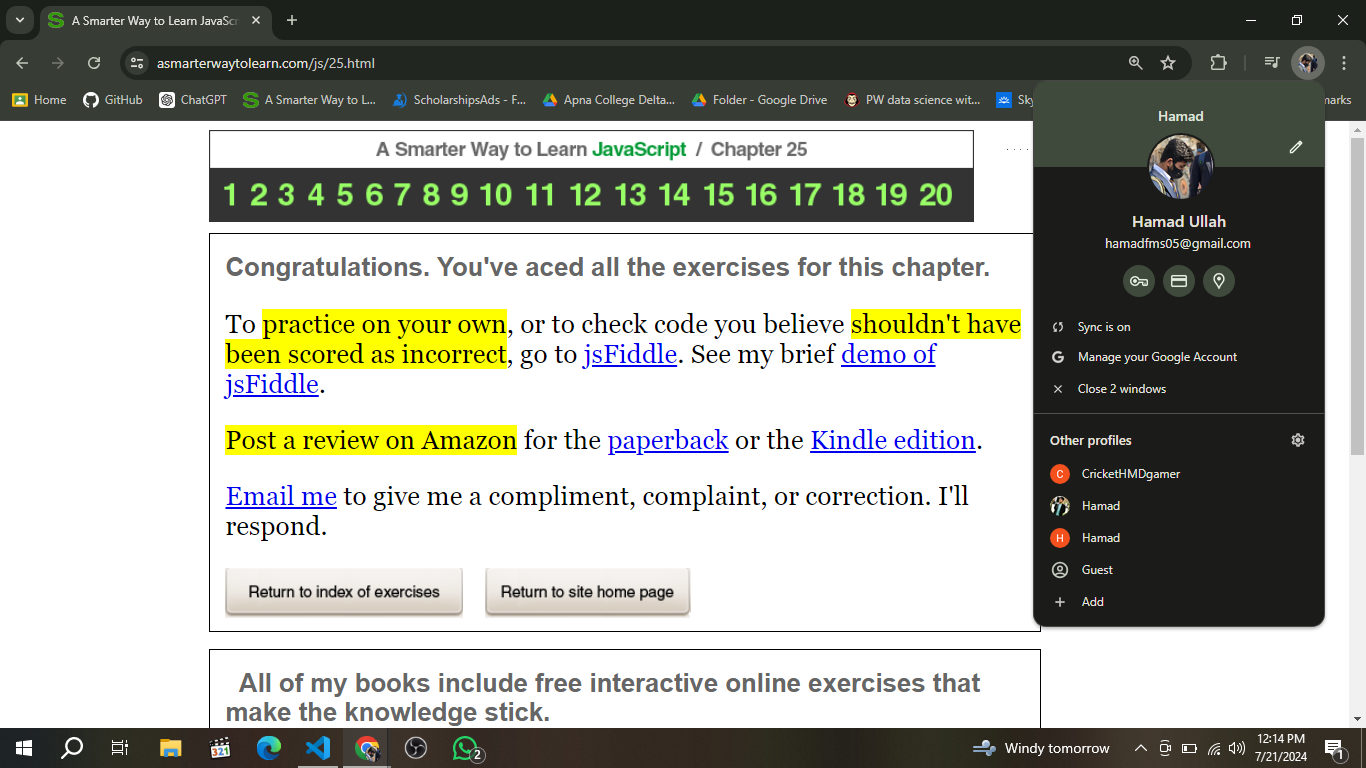 A Smarter Way to Learn JavaScr
asmarterwaytolearn.com/js/25.html
Home GitHub ChatGPT A Smarter Way to L... ScholarshipsAds - F... Apna College Delta... Folder - Google Drive PW data science wit... Sky marks
A Smarter Way to Learn JavaScript / Chapter 25
1 2 3 4 5 6 7 8 9 10 11 12 13 14 15 16 17 18 19 20
Congratulations. You've aced all the exercises for this chapter.
To practice on your own, or to check code you believe shouldn't have
been scored as incorrect, go to jsFiddle. See my brief demo of
jsFiddle.
Post a review on Amazon for the paperback or the Kindle edition.
Email me to give me a compliment, complaint, or correction. I'll
respond.
Return to index of exercises Return to site home page
All of my books include free interactive online exercises that
make the knowledge stick.
Hamad
Hamad Ullah
hamadfms05@gmail.com
Sync is on
Manage your Google Account
Close 2 windows
Other profiles
C CricketHMDgamer
Hamad
H Hamad
Guest
Add
321
2
Windy tomorrow
12:14 PM
7/21/2024
1